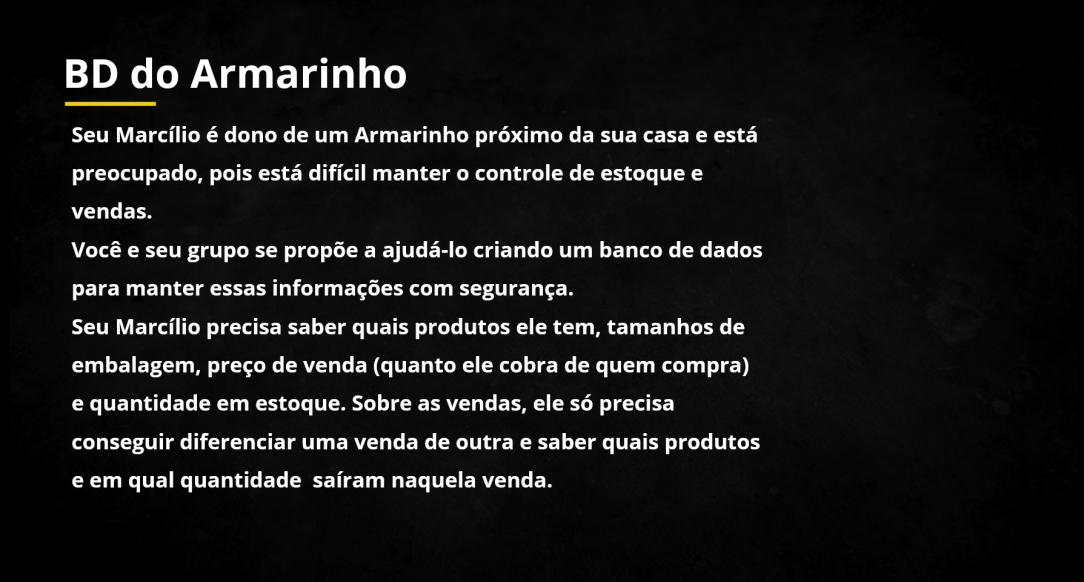 BD do Armarinho
Seu Marcílio é dono de um Armarinho próximo da sua casa e está
preocupado, pois está difícil manter o controle de estoque e
vendas.
Você e seu grupo se propõe a ajudá-lo criando um banco de dados
para manter essas informações com segurança.
Seu Marcílio precisa saber quais produtos ele tem, tamanhos de
embalagem, preço de venda (quanto ele cobra de quem compra)
e quantidade em estoque. Sobre as vendas, ele só precisa
conseguir diferenciar uma venda de outra e saber quais produtos
e em qual quantidade  saíram naquela venda.